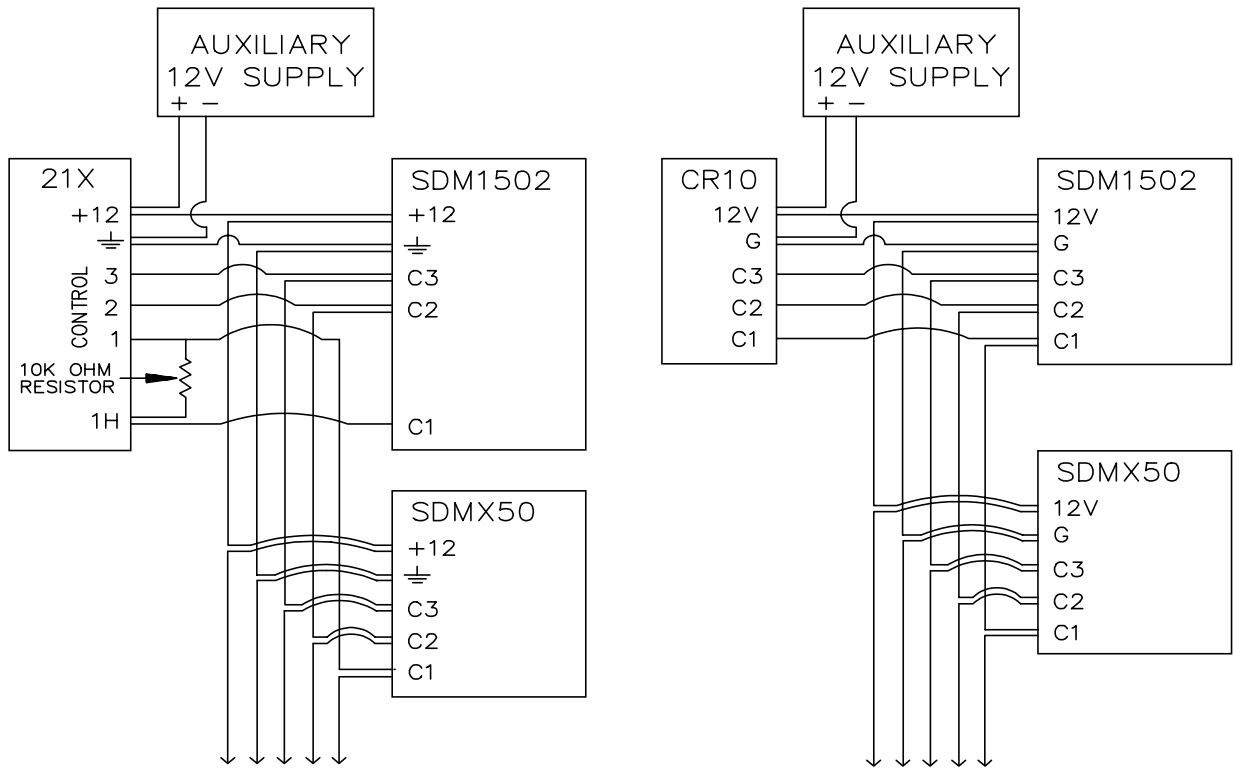 AUXILIARY
12V SUPPLY
+ −
21X
+12
3
2
1
CONTROL
10K OHM
RESISTOR
1H
SDM1502
+12
C3
C2
C1
SDMX50
+12
C3
C2
C1
AUXILIARY
12V SUPPLY
+ −
CR10
12V
G
C3
C2
C1
SDM1502
12V
G
C3
C2
C1
SDMX50
12V
G
C3
C2
C1